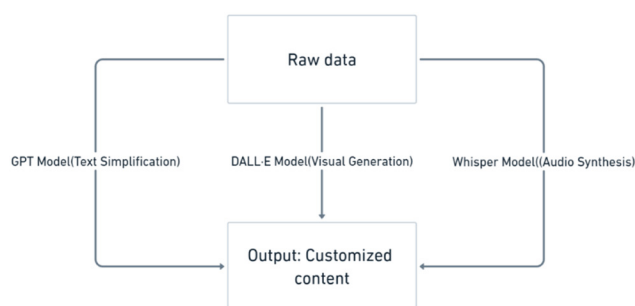 Raw data
GPT Model(Text Simplification)
DALL·E Model(Visual Generation)
Whisper Model((Audio Synthesis)
Output: Customized
content